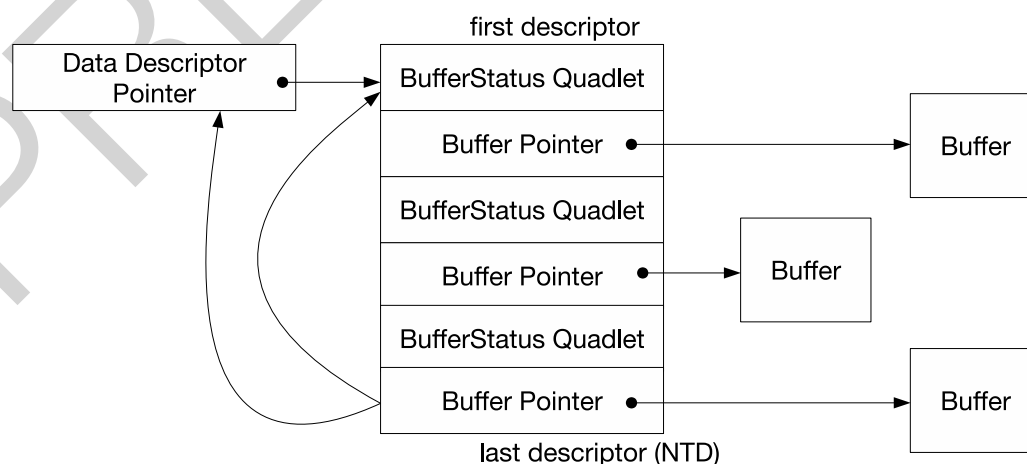 first descriptor
Data Descriptor
Pointer
BufferStatus Quadlet
Buffer Pointer
Buffer
BufferStatus Quadlet
Buffer Pointer
Buffer
BufferStatus Quadlet
Buffer Pointer
Buffer
last descriptor (NTD)